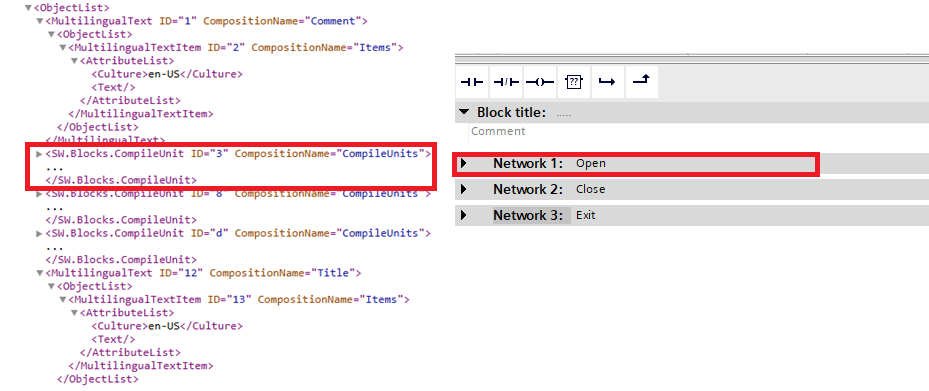 <ObjectList>
<MultilingualText ID="1" CompositionName="Comment">
<ObjectList>
<MultilingualTextItem ID="2" CompositionName="Items">
<AttributeList>
<Culture>en-US</Culture>
<Text/>
</AttributeList>
</MultilingualTextItem>
</ObjectList>
</MultilingualText>
<SW.Blocks.CompileUnit ID="3" CompositionName="CompileUnits">
...
</SW.Blocks.CompileUnit>
<SW.Blocks.CompileUnit ID="8" CompositionName="CompileUnits">
...
</SW.Blocks.CompileUnit>
<SW.Blocks.CompileUnit ID="d" CompositionName="CompileUnits">
...
</SW.Blocks.CompileUnit>
<MultilingualText ID="12" CompositionName="Title">
<ObjectList>
<MultilingualTextItem ID="13" CompositionName="Items">
<AttributeList>
<Culture>en-US</Culture>
<Text/>
</AttributeList>
</MultilingualTextItem>
</ObjectList>
??
Block title: .....
Comment
Network 1: Open
Network 2: Close
Network 3: Exit